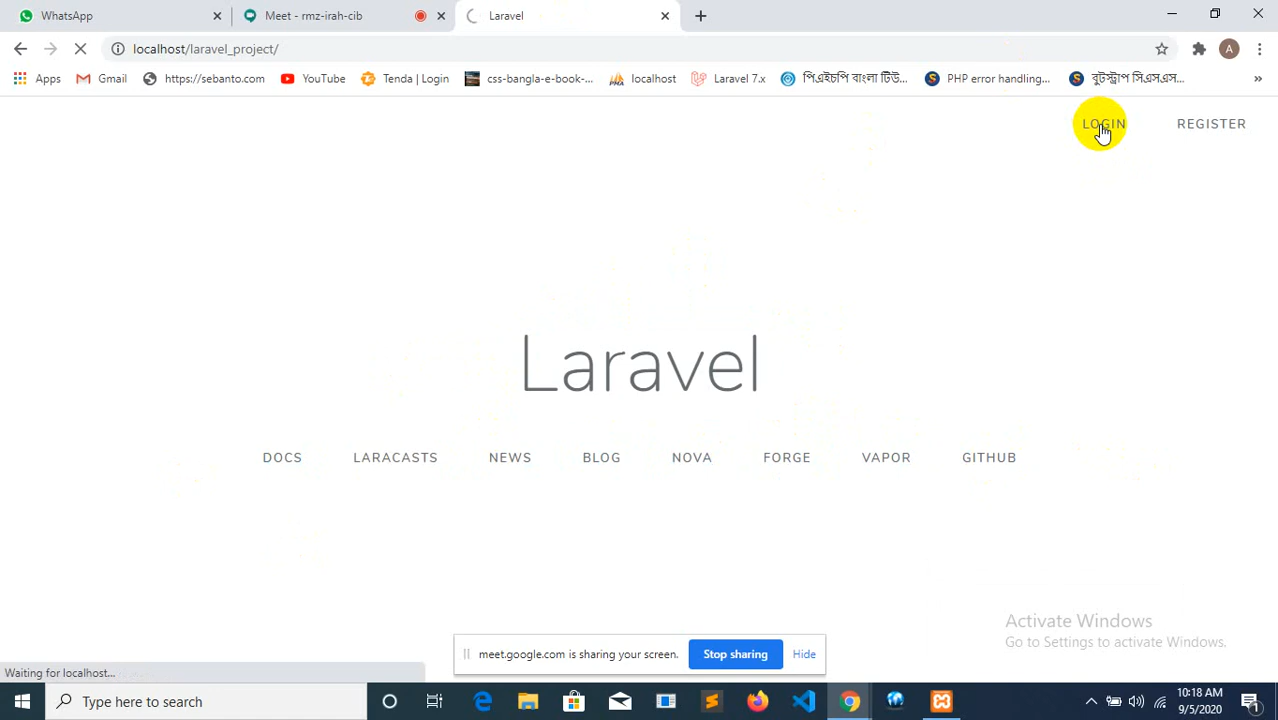 WhatsApp
Meet - rmz-irah-cib
Laravel
localhost/laravel_project/
A
Apps
Gmail
https://sebanto.com
YouTube
Tenda | Login
css-bangla-e-book-...
localhost
Laravel 7.x
পিএইচপি বাংলা টিউ...
PHP error handling...
বুটস্ট্রাপ সিএসএস...
LOGIN
REGISTER
Laravel
DOCS
LARACASTS
NEWS
BLOG
NOVA
FORGE
VAPOR
GITHUB
Activate Windows
Go to Settings to activate Windows.
meet.google.com is sharing your screen.
Stop sharing
Hide
Waiting for localhost...
Type here to search
10:18 AM
9/5/2020
1